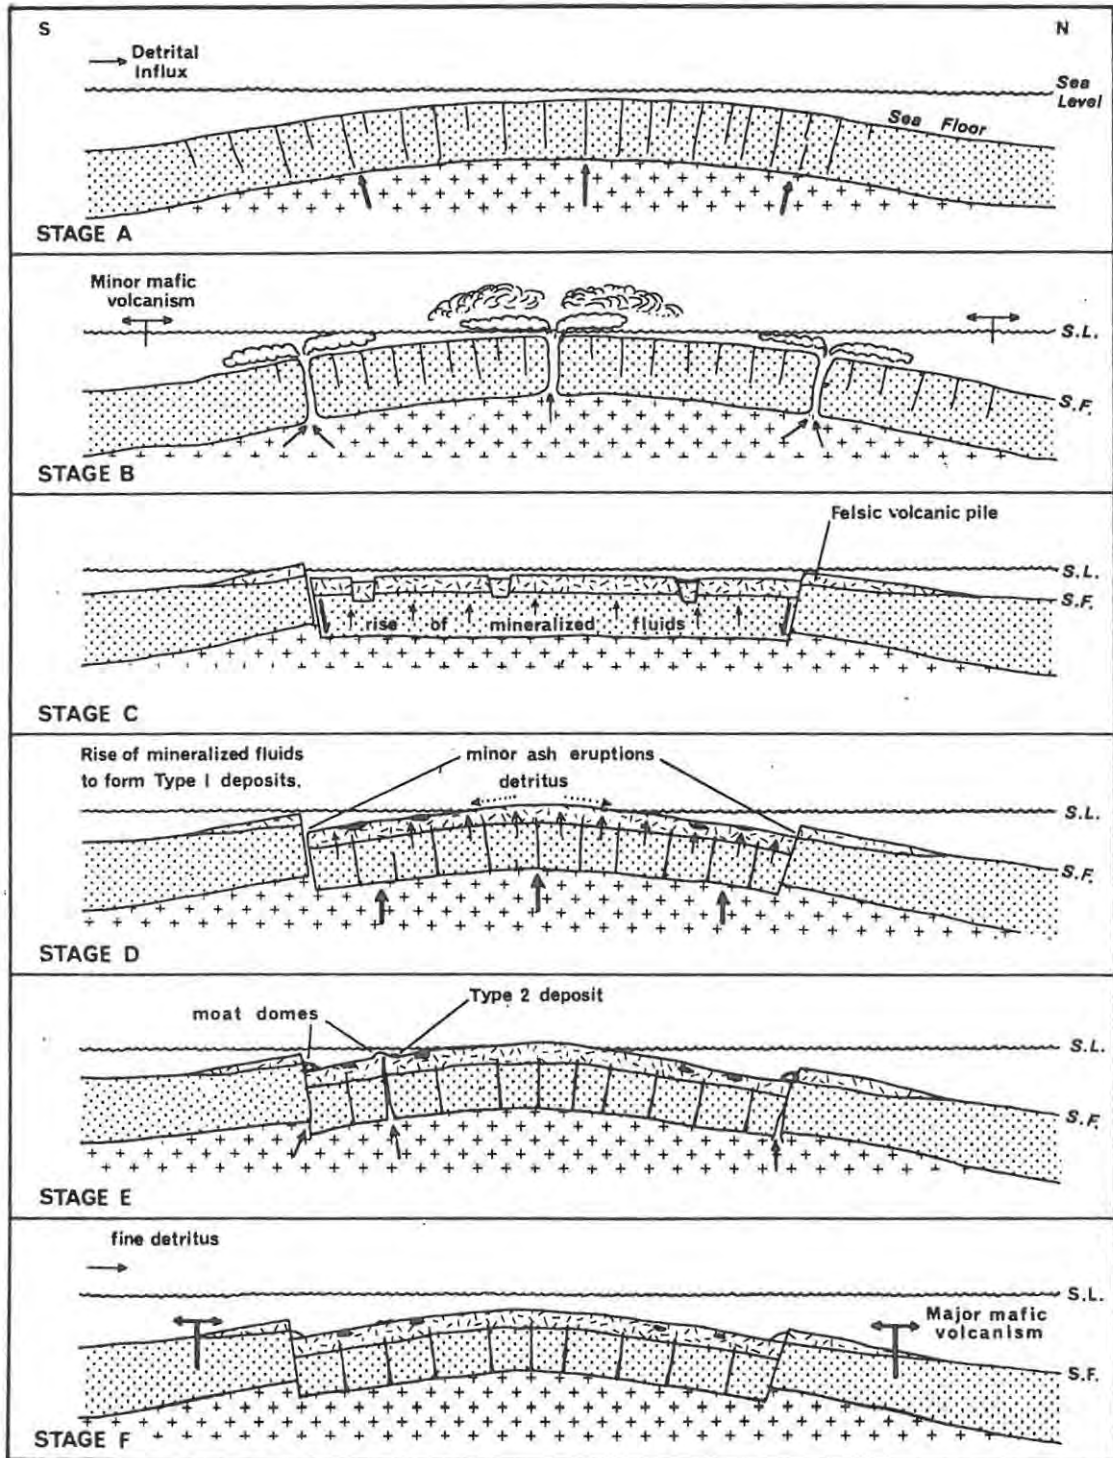 S
N
Detrital
Influx
Sea
Level
Sea Floor
STAGE A
Minor mafic
volcanism
S.L.
S.F.
STAGE B
Felsic volcanic pile
S.L.
S.F.
rise of mineralized fluids
STAGE C
Rise of mineralized fluids
to form Type I deposits.
minor ash eruptions
detritus
S.L.
S.F.
STAGE D
Type 2 deposit
moat domes
S.L.
S.F.
STAGE E
fine detritus
S.L.
Major mafic
volcanism
S.F.
STAGE F